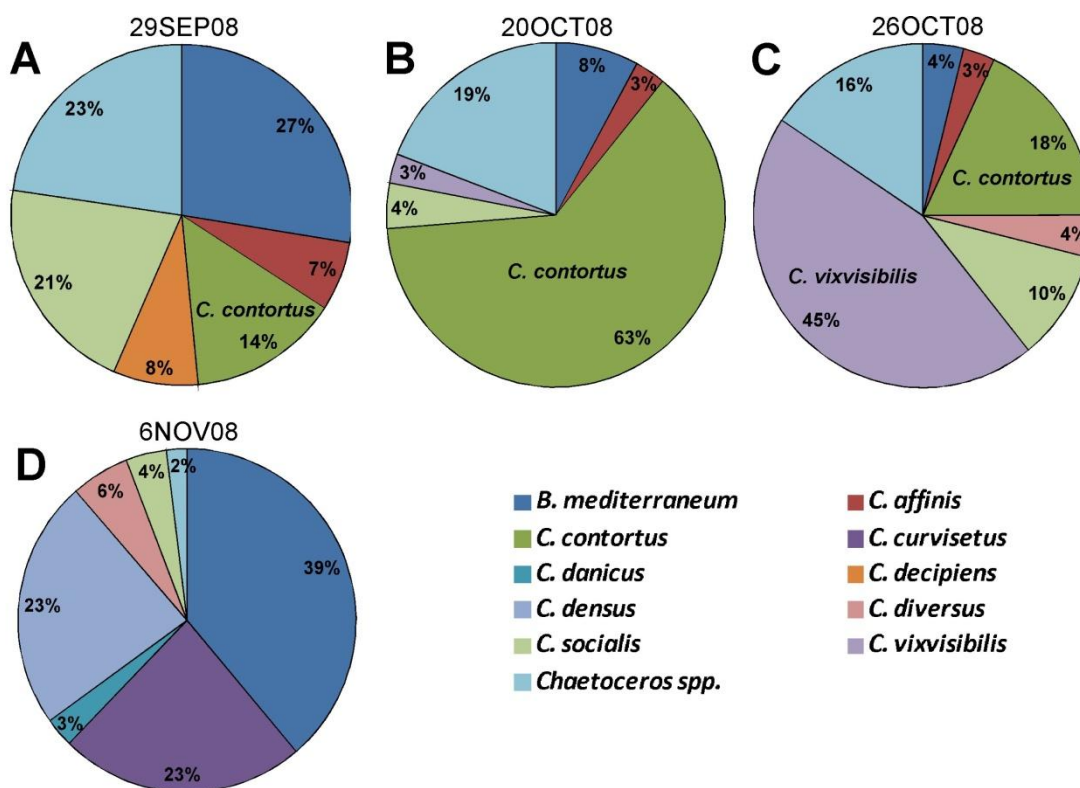 29SEP08
A
27%
7%
C. contortus
14%
8%
21%
23%
20OCT08
B
8%
3%
C. contortus
63%
4%
3%
19%
26OCT08
C
4%
3%
18%
C. contortus
4%
10%
C. vixvisibilis
45%
16%
6NOV08
D
39%
23%
3%
23%
6%
4%
2%
B. mediterraneum
C. affinis
C. contortus
C. curvisetus
C. danicus
C. decipiens
C. densus
C. diversus
C. socialis
C. vixvisibilis
Chaetoceros spp.